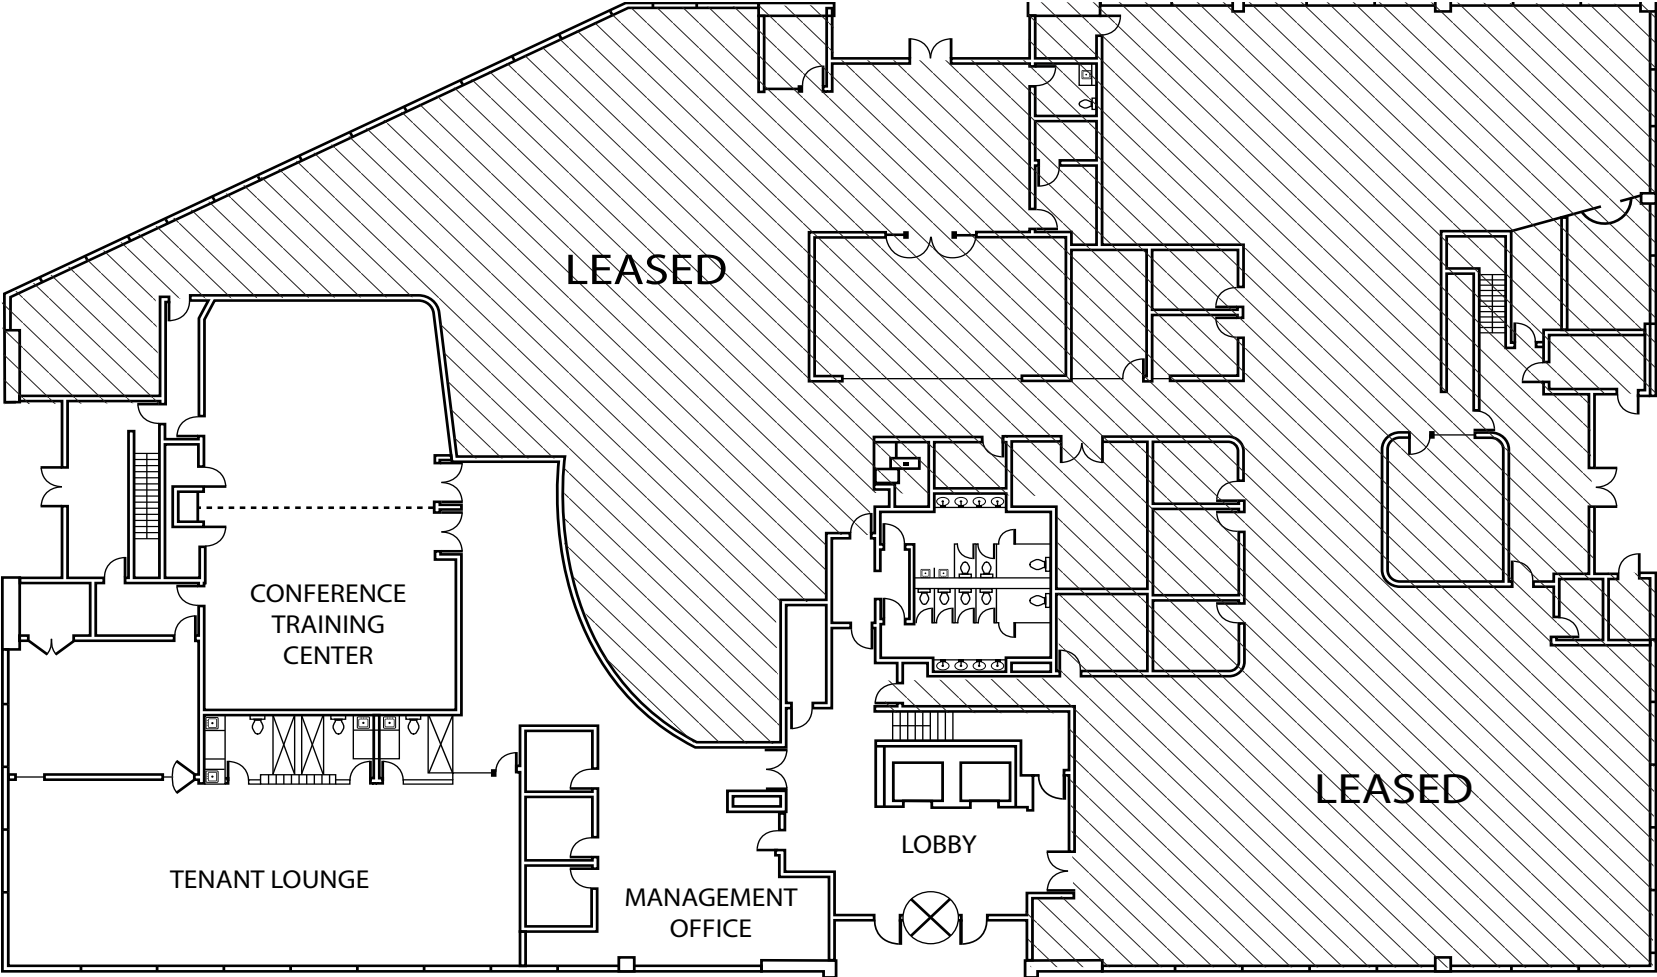 LEASED
CONFERENCE
TRAINING
CENTER
LEASED
LOBBY
TENANT LOUNGE
MANAGEMENT
OFFICE